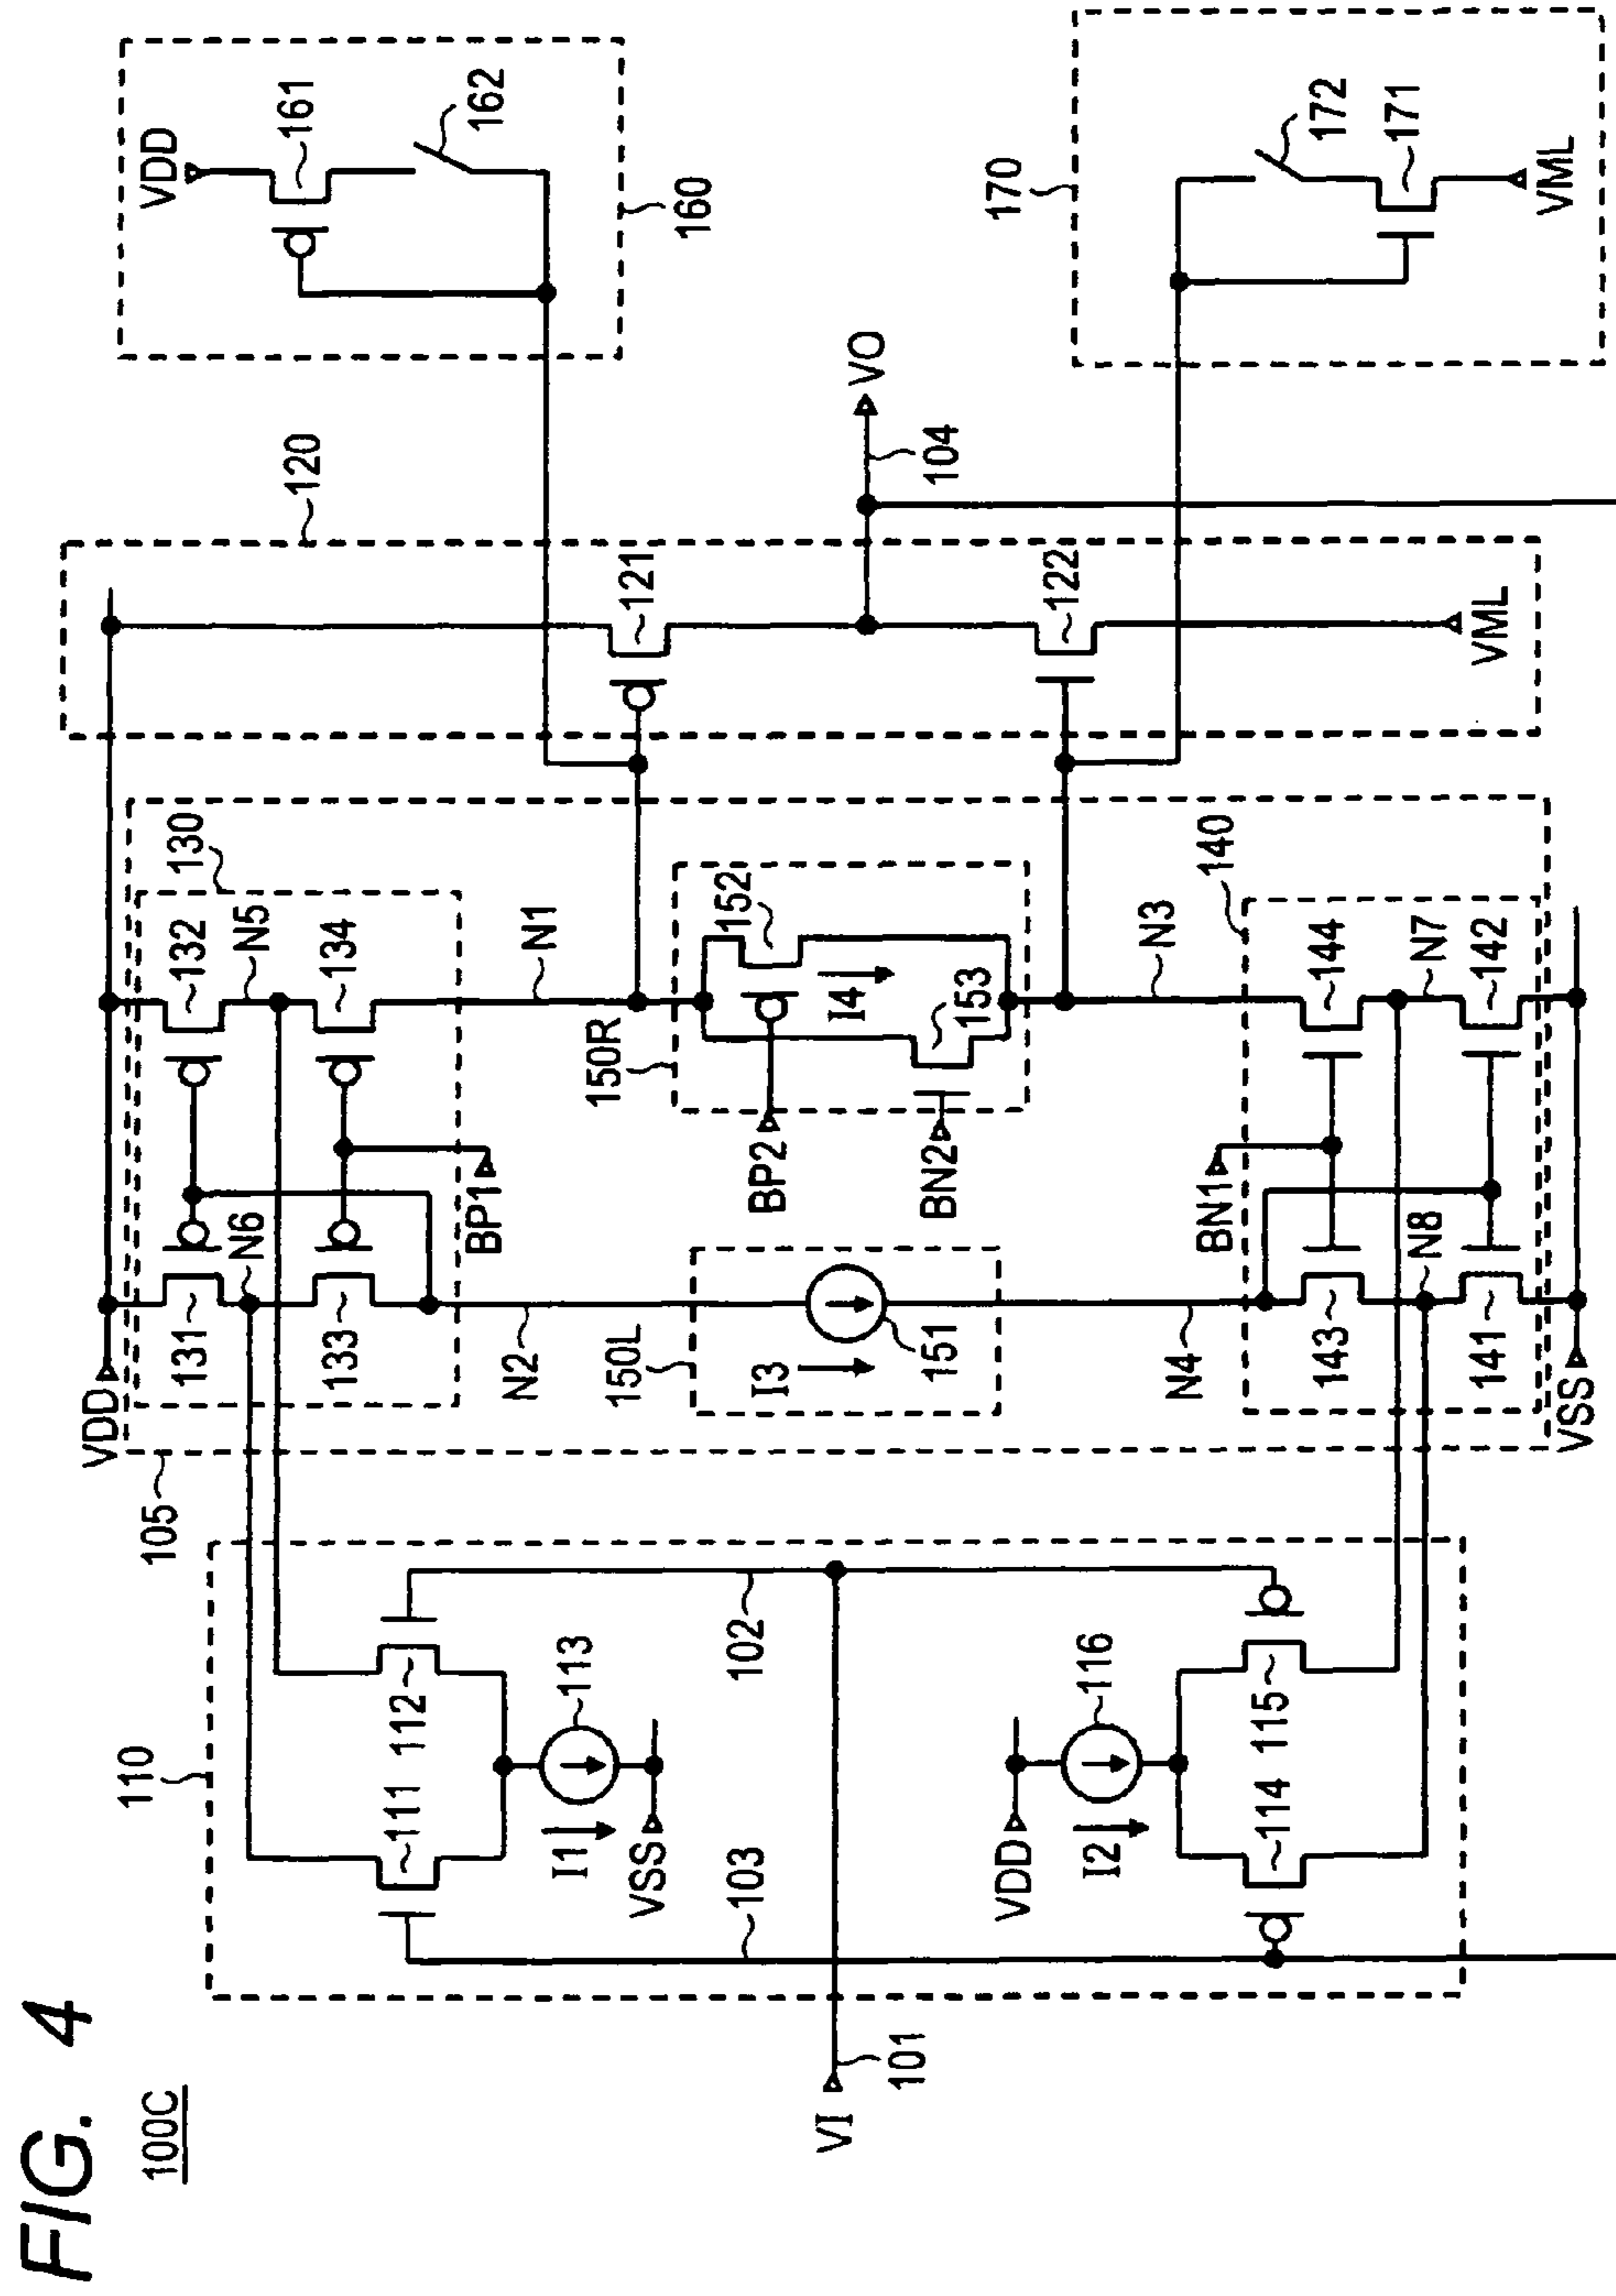 FIG. 4
100C
VDD
161
162
160
170
172
171
VML
120
121
VO
104
122
VML
130
132
N5
134
N1
152
I4
153
150R
BP2
BN2
N3
140
144
N7
142
BP1
BN1
N6
N8
131
133
N2
150L
I3
151
N4
143
141
VDD
VSS
105
110
111
112
113
I1
VSS
102
103
116
VDD
I2
114
115
VI
101